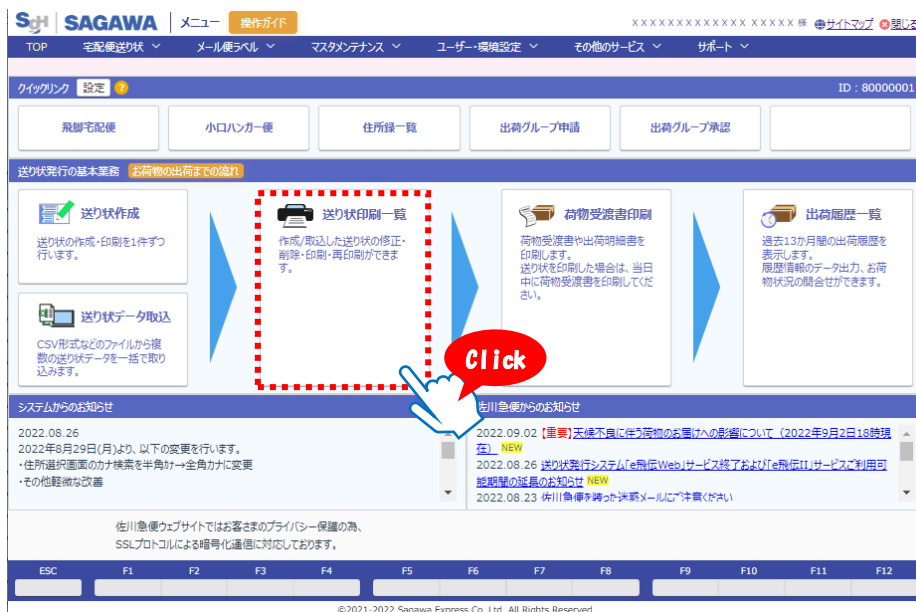 SGH SAGAWA メニュー 操作ガイド XXXXXXXXXXXXXX XXXXX 様 サイトマップ 閉じる
TOP 宅配便送り状 メール便ラベル マスタメンテナンス ユーザー・環境設定 その他のサービス サポート
クイックリンク 設定 ? ID : 80000001
飛脚宅配便 小口ハンガー便 住所録一覧 出荷グループ申請 出荷グループ承認
送り状発行の基本業務 お荷物の出荷までの流れ
送り状作成
送り状の作成・印刷を1件ずつ
行います。
送り状データ取込
CSV形式などのファイルから複
数の送り状データを一括で取り
込みます。
送り状印刷一覧
作成/取込した送り状の修正・
削除・印刷・再印刷ができま
す。
荷物受渡書印刷
荷物受渡書や出荷明細書を
印刷します。
送り状を印刷した場合は、当日
中に荷物受渡書を印刷してくだ
さい。
出荷履歴一覧
過去13か月間の出荷履歴を
表示します。
履歴情報のデータ出力、お荷
物状況の問合せができます。
Click
システムからのお知らせ
2022.08.26
2022年8月29日(月)より、以下の変更を行います。
・住所選択画面のカナ検索を半角ｶﾅ→全角カナに変更
・その他軽微な改善
佐川急便からのお知らせ
2022.09.02 【重要】天候不良に伴う荷物のお届けへの影響について（2022年9月2日18時現
在） NEW
2022.08.26 送り状発行システム「e飛伝Web」サービス終了および「e飛伝II」サービスご利用可
能期間の延長のお知らせ NEW
2022.08.23 佐川急便を装った迷惑メールにご注意ください
佐川急便ウェブサイトではお客さまのプライバシー保護の為、
SSLプロトコルによる暗号化通信に対応しております。
ESC F1 F2 F3 F4 F5 F6 F7 F8 F9 F10 F11 F12
©2021-2022 Sagawa Express Co.,Ltd. All Rights Reserved.